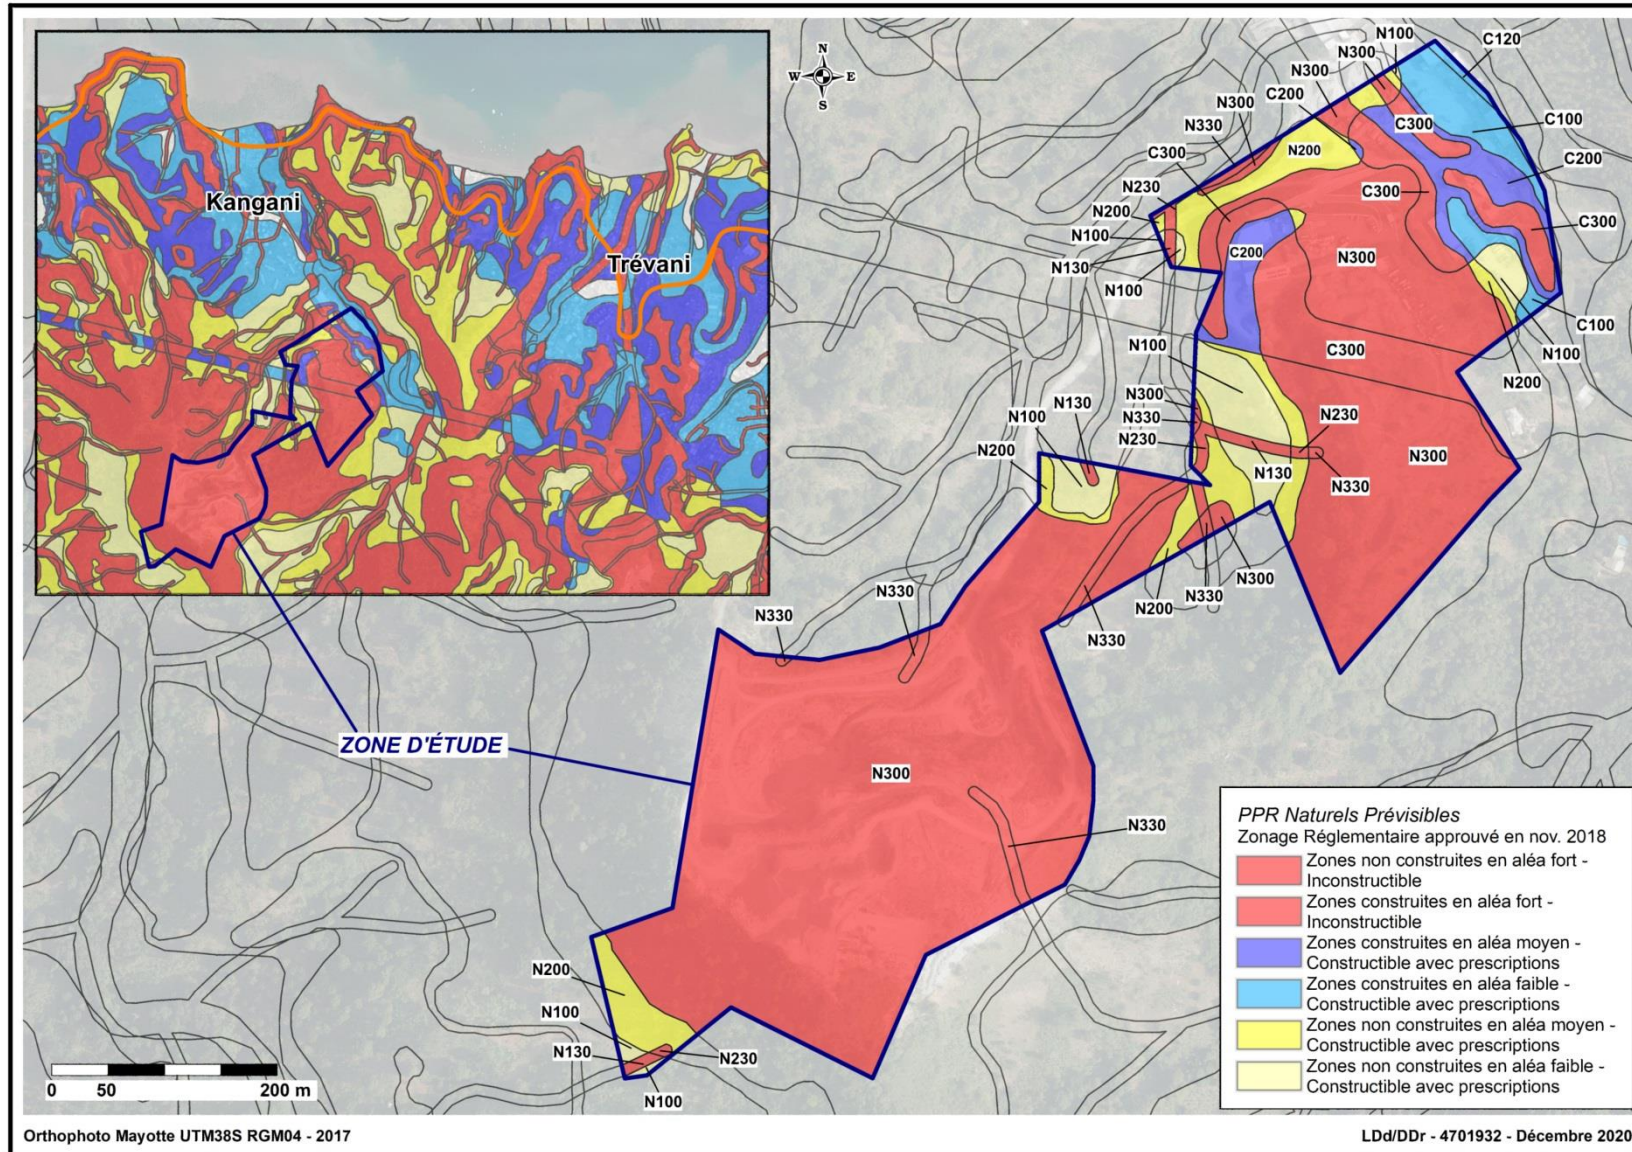 N
W E
S
Kangani
Trévani
N100
N300
C120
N300
C200
N300
N330
C300
N200
C300
C100
C200
N230
N200
C300
N100
C200
N300
C300
N130
N100
C100
N100
C300
N100
N200
N130
N300
N100
N330
N230
N230
N200
N300
N130
N330
N330
N330
N300
N200
N330
N330
ZONE D'ÉTUDE
N300
N330
N200
N100
N130
N230
N100
0 50 200 m
PPR Naturels Prévisibles
Zonage Réglementaire approuvé en nov. 2018
Zones non construites en aléa fort -
Inconstructible
Zones construites en aléa fort -
Inconstructible
Zones construites en aléa moyen -
Constructible avec prescriptions
Zones construites en aléa faible -
Constructible avec prescriptions
Zones non construites en aléa moyen -
Constructible avec prescriptions
Zones non construites en aléa faible -
Constructible avec prescriptions
Orthophoto Mayotte UTM38S RGM04 - 2017
LDd/DDr - 4701932 - Décembre 2020